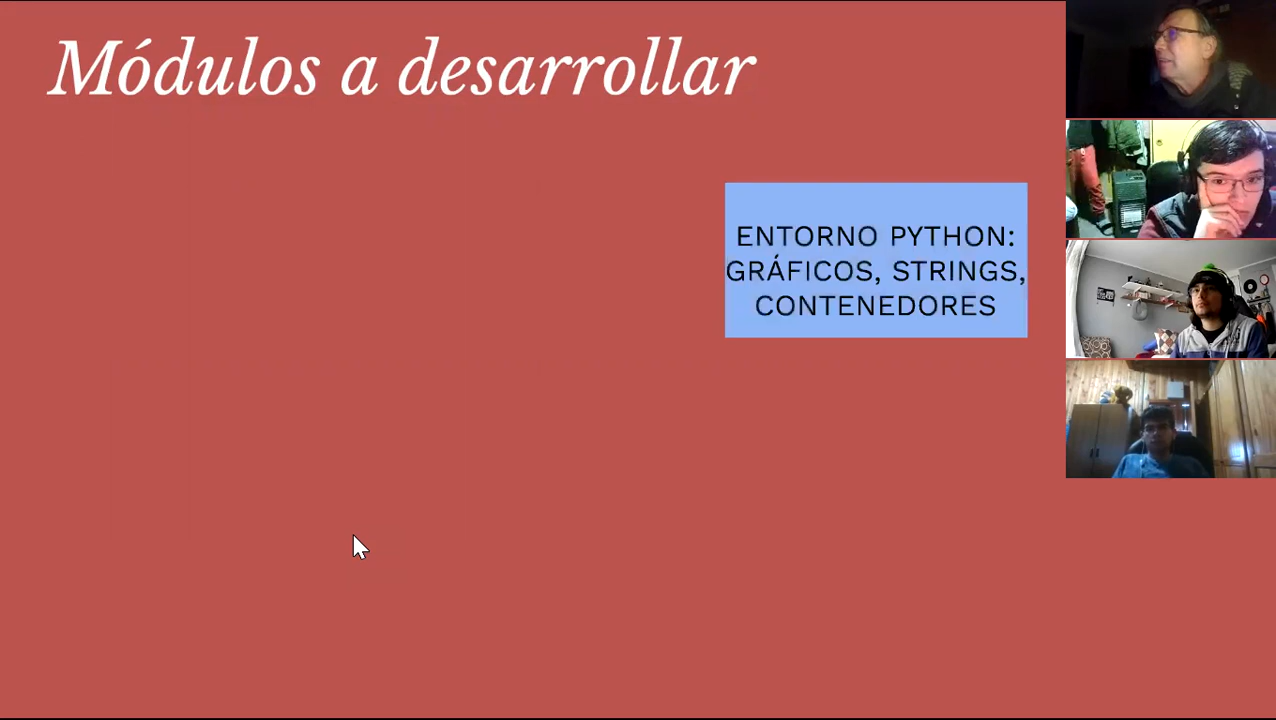 Módulos a desarrollar
ENTORNO PYTHON:
GRÁFICOS, STRINGS,
CONTENEDORES